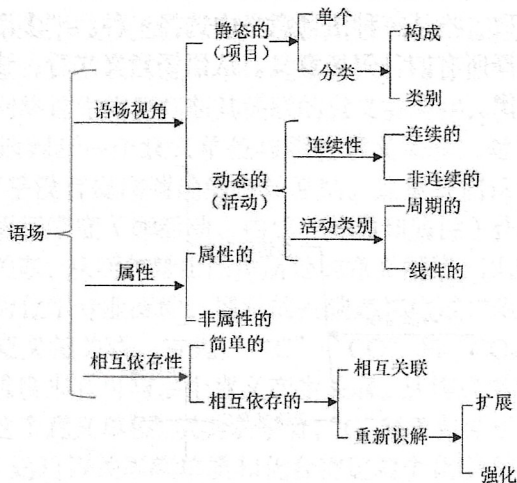 静态的
（项目）
单个
分类
构成
类别
语场视角
动态的
（活动）
连续性
连续的
非连续的
活动类别
周期的
线性的
语场
属性
属性的
非属性的
相互依存性
简单的
相互依存的
相互关联
重新识解
扩展
强化